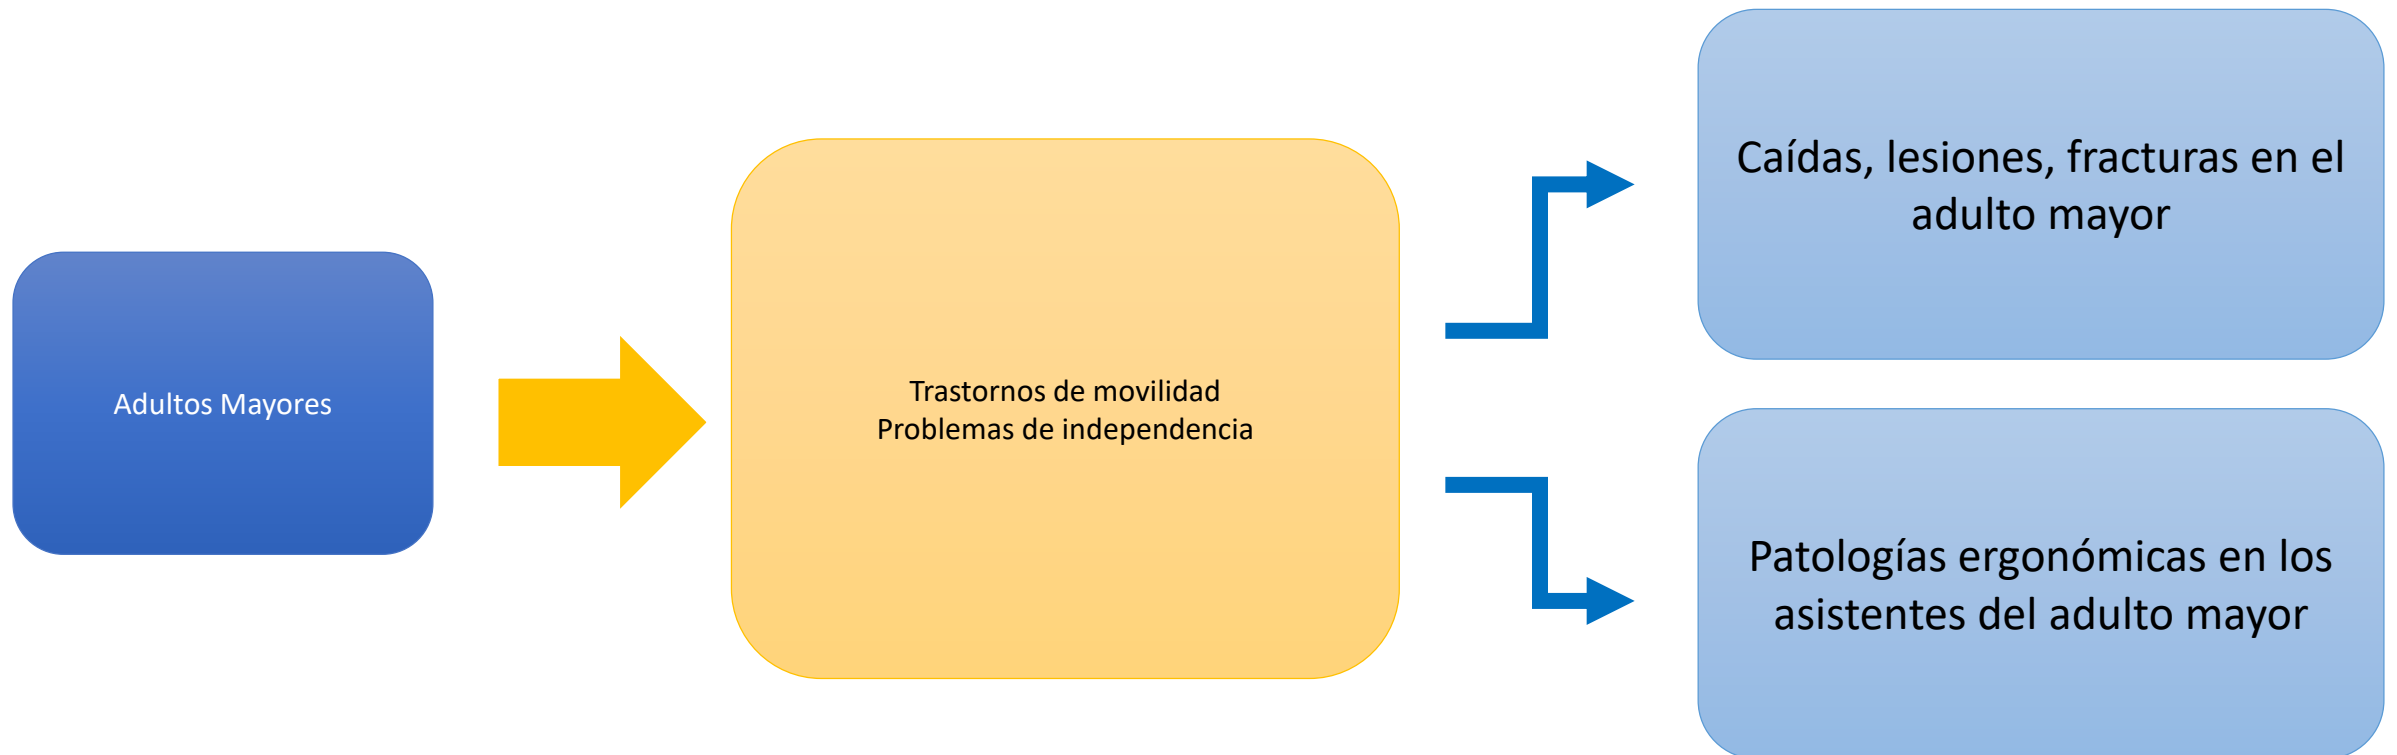 Adultos Mayores
Trastornos de movilidad
Problemas de independencia
Caídas, lesiones, fracturas en el
adulto mayor
Patologías ergonómicas en los
asistentes del adulto mayor